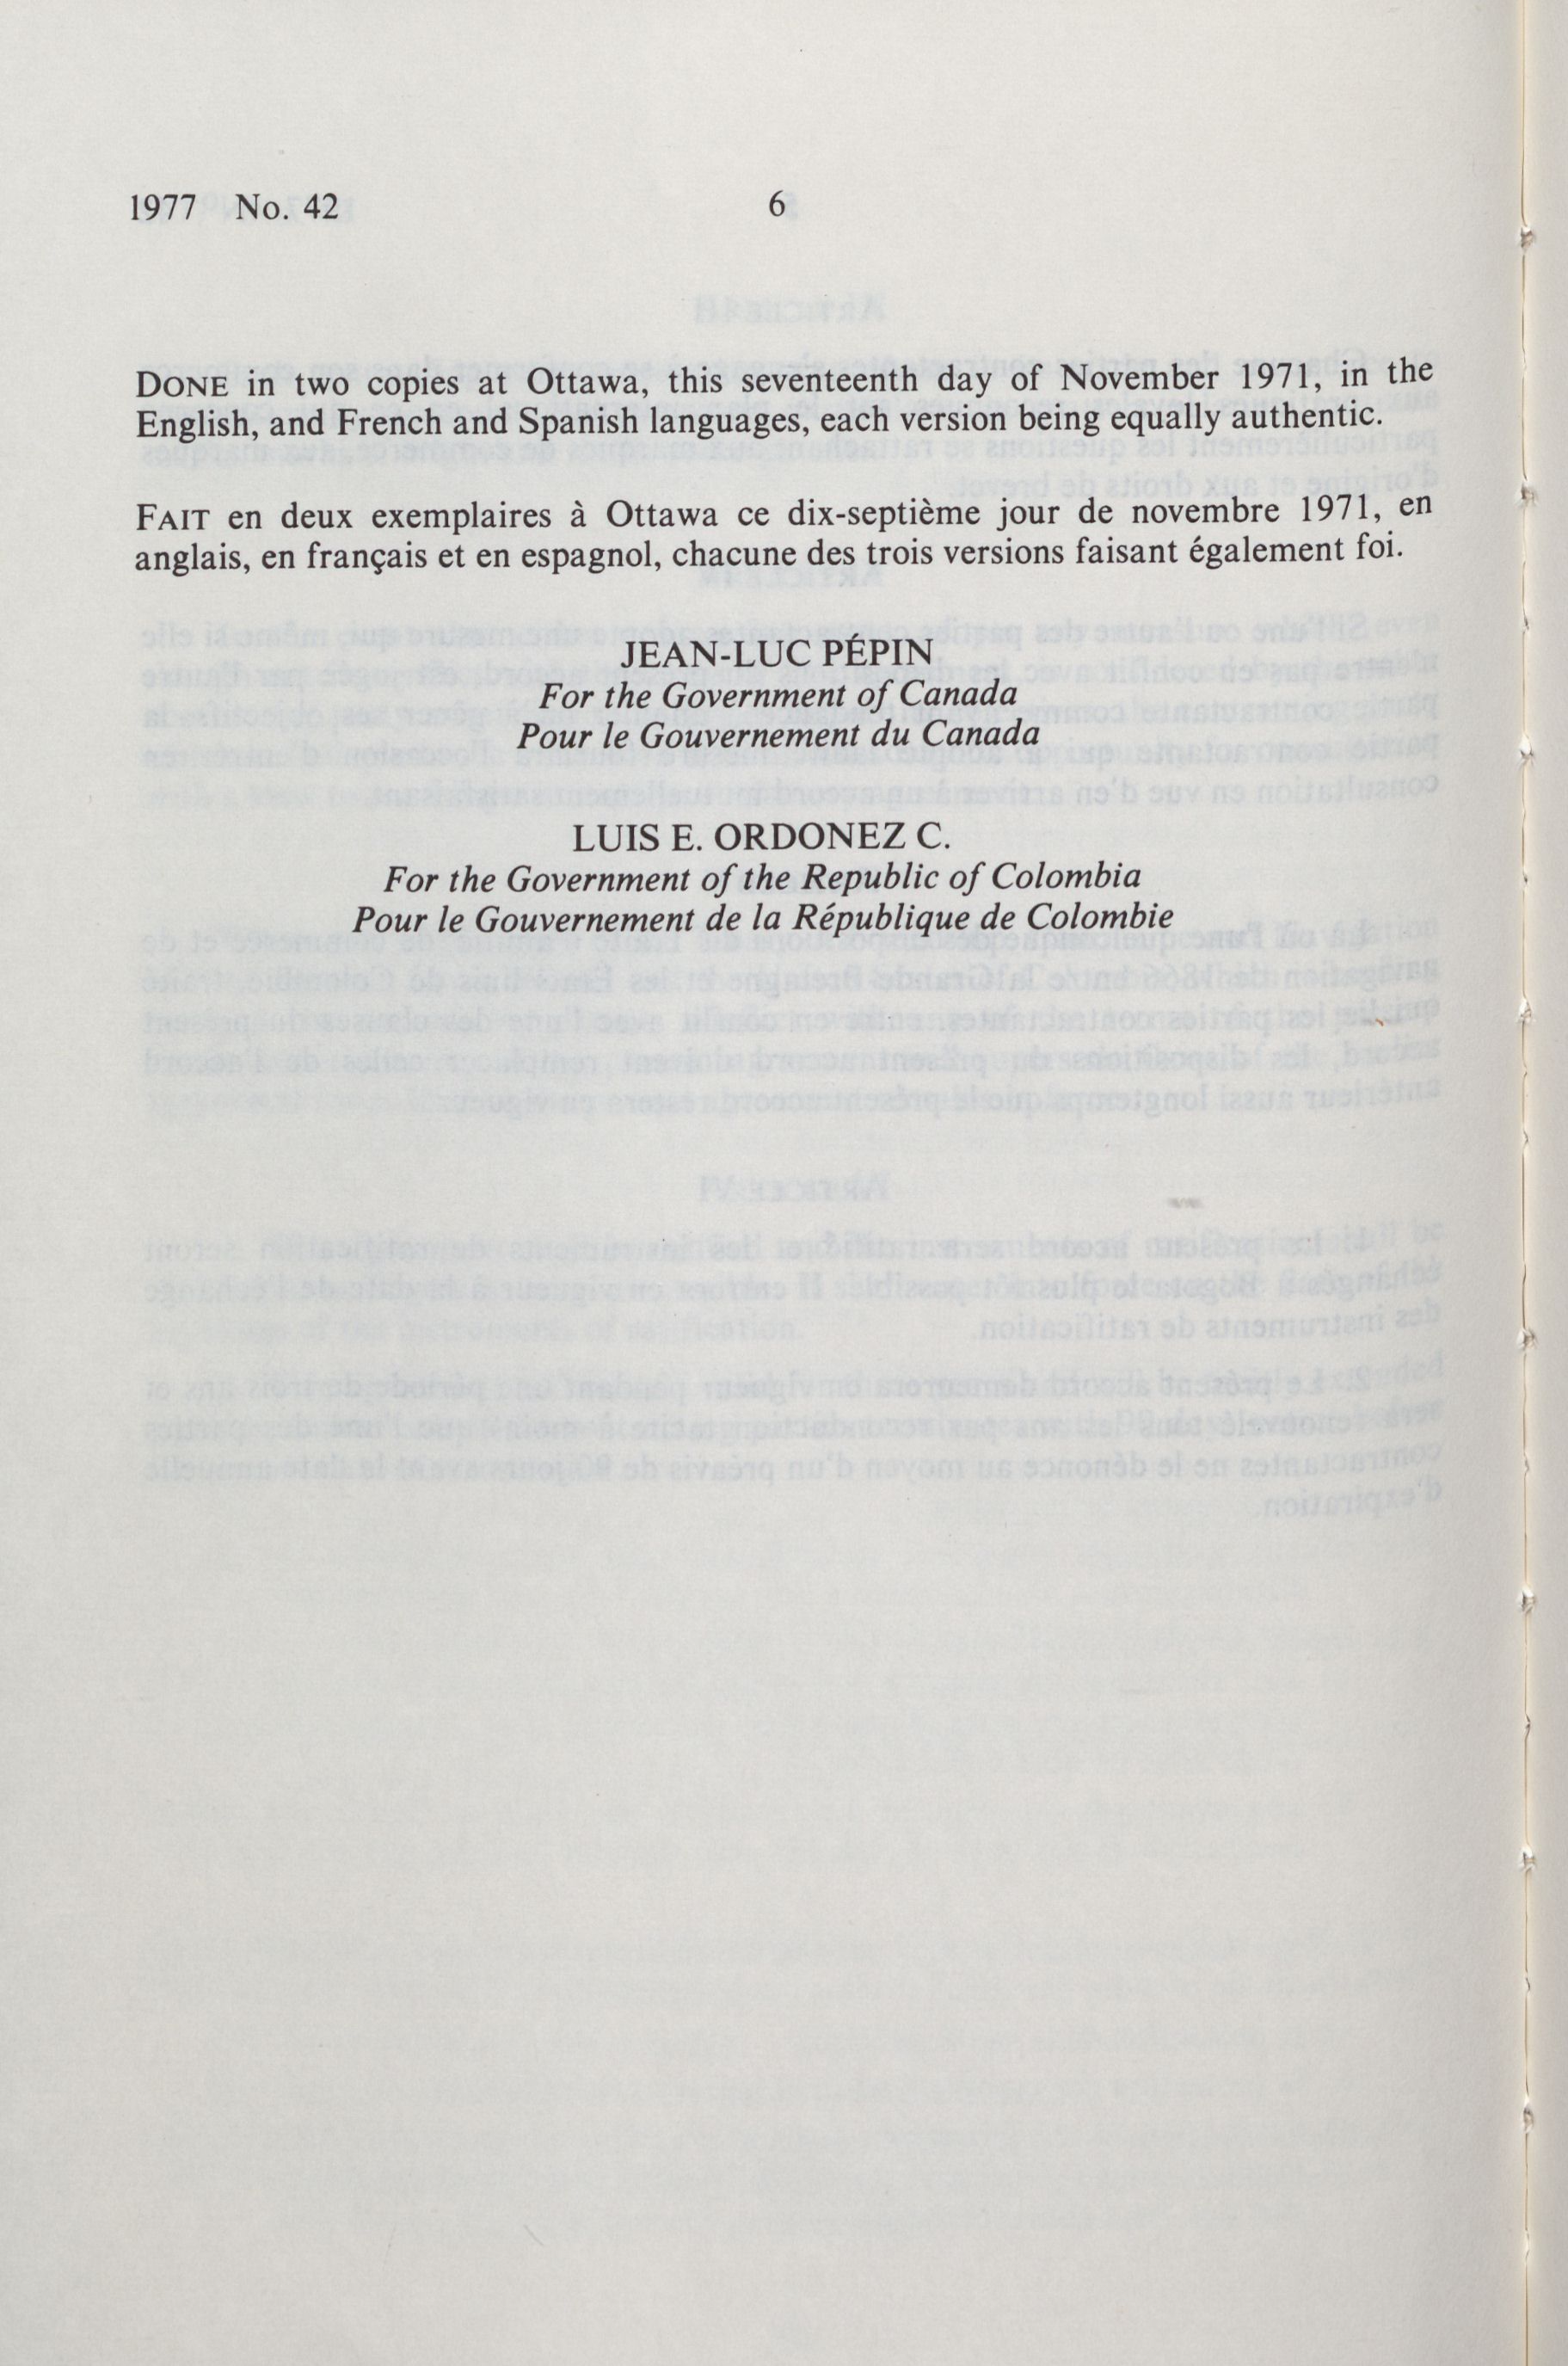 1977 No. 42
6
DONE in two copies at Ottawa, this seventeenth day of November 1971, in the
English, and French and Spanish languages, each version being equally authentic.
FAIT en deux exemplaires à Ottawa ce dix-septième jour de novembre 1971, en
anglais, en français et en espagnol, chacune des trois versions faisant également foi.
JEAN-LUC PÉPIN
For the Government of Canada
Pour le Gouvernement du Canada
LUIS E. ORDONEZ C.
For the Government of the Republic of Colombia
Pour le Gouvernement de la République de Colombie